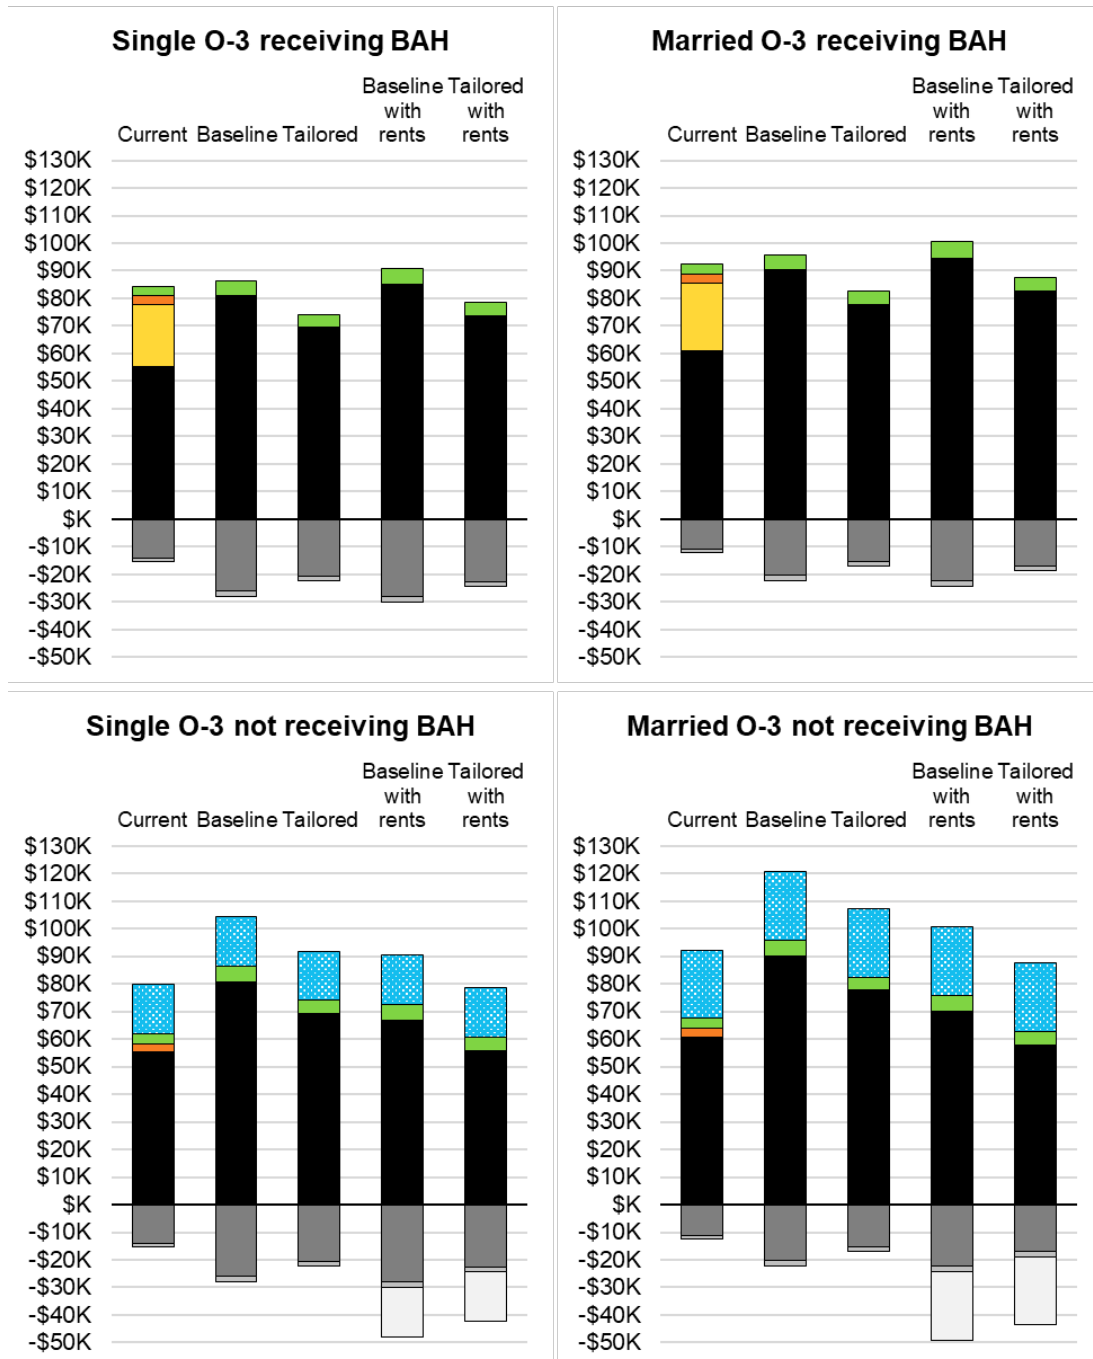 Single O-3 receiving BAH
Baseline Tailored
with with
Current Baseline Tailored rents rents
$130K
$120K
$110K
$100K
$90K
$80K
$70K
$60K
$50K
$40K
$30K
$20K
$10K
$K
-$10K
-$20K
-$30K
-$40K
-$50K
Married O-3 receiving BAH
Baseline Tailored
with with
Current Baseline Tailored rents rents
$130K
$120K
$110K
$100K
$90K
$80K
$70K
$60K
$50K
$40K
$30K
$20K
$10K
$K
-$10K
-$20K
-$30K
-$40K
-$50K
Single O-3 not receiving BAH
Baseline Tailored
with with
Current Baseline Tailored rents rents
$130K
$120K
$110K
$100K
$90K
$80K
$70K
$60K
$50K
$40K
$30K
$20K
$10K
$K
-$10K
-$20K
-$30K
-$40K
-$50K
Married O-3 not receiving BAH
Baseline Tailored
with with
Current Baseline Tailored rents rents
$130K
$120K
$110K
$100K
$90K
$80K
$70K
$60K
$50K
$40K
$30K
$20K
$10K
$K
-$10K
-$20K
-$30K
-$40K
-$50K